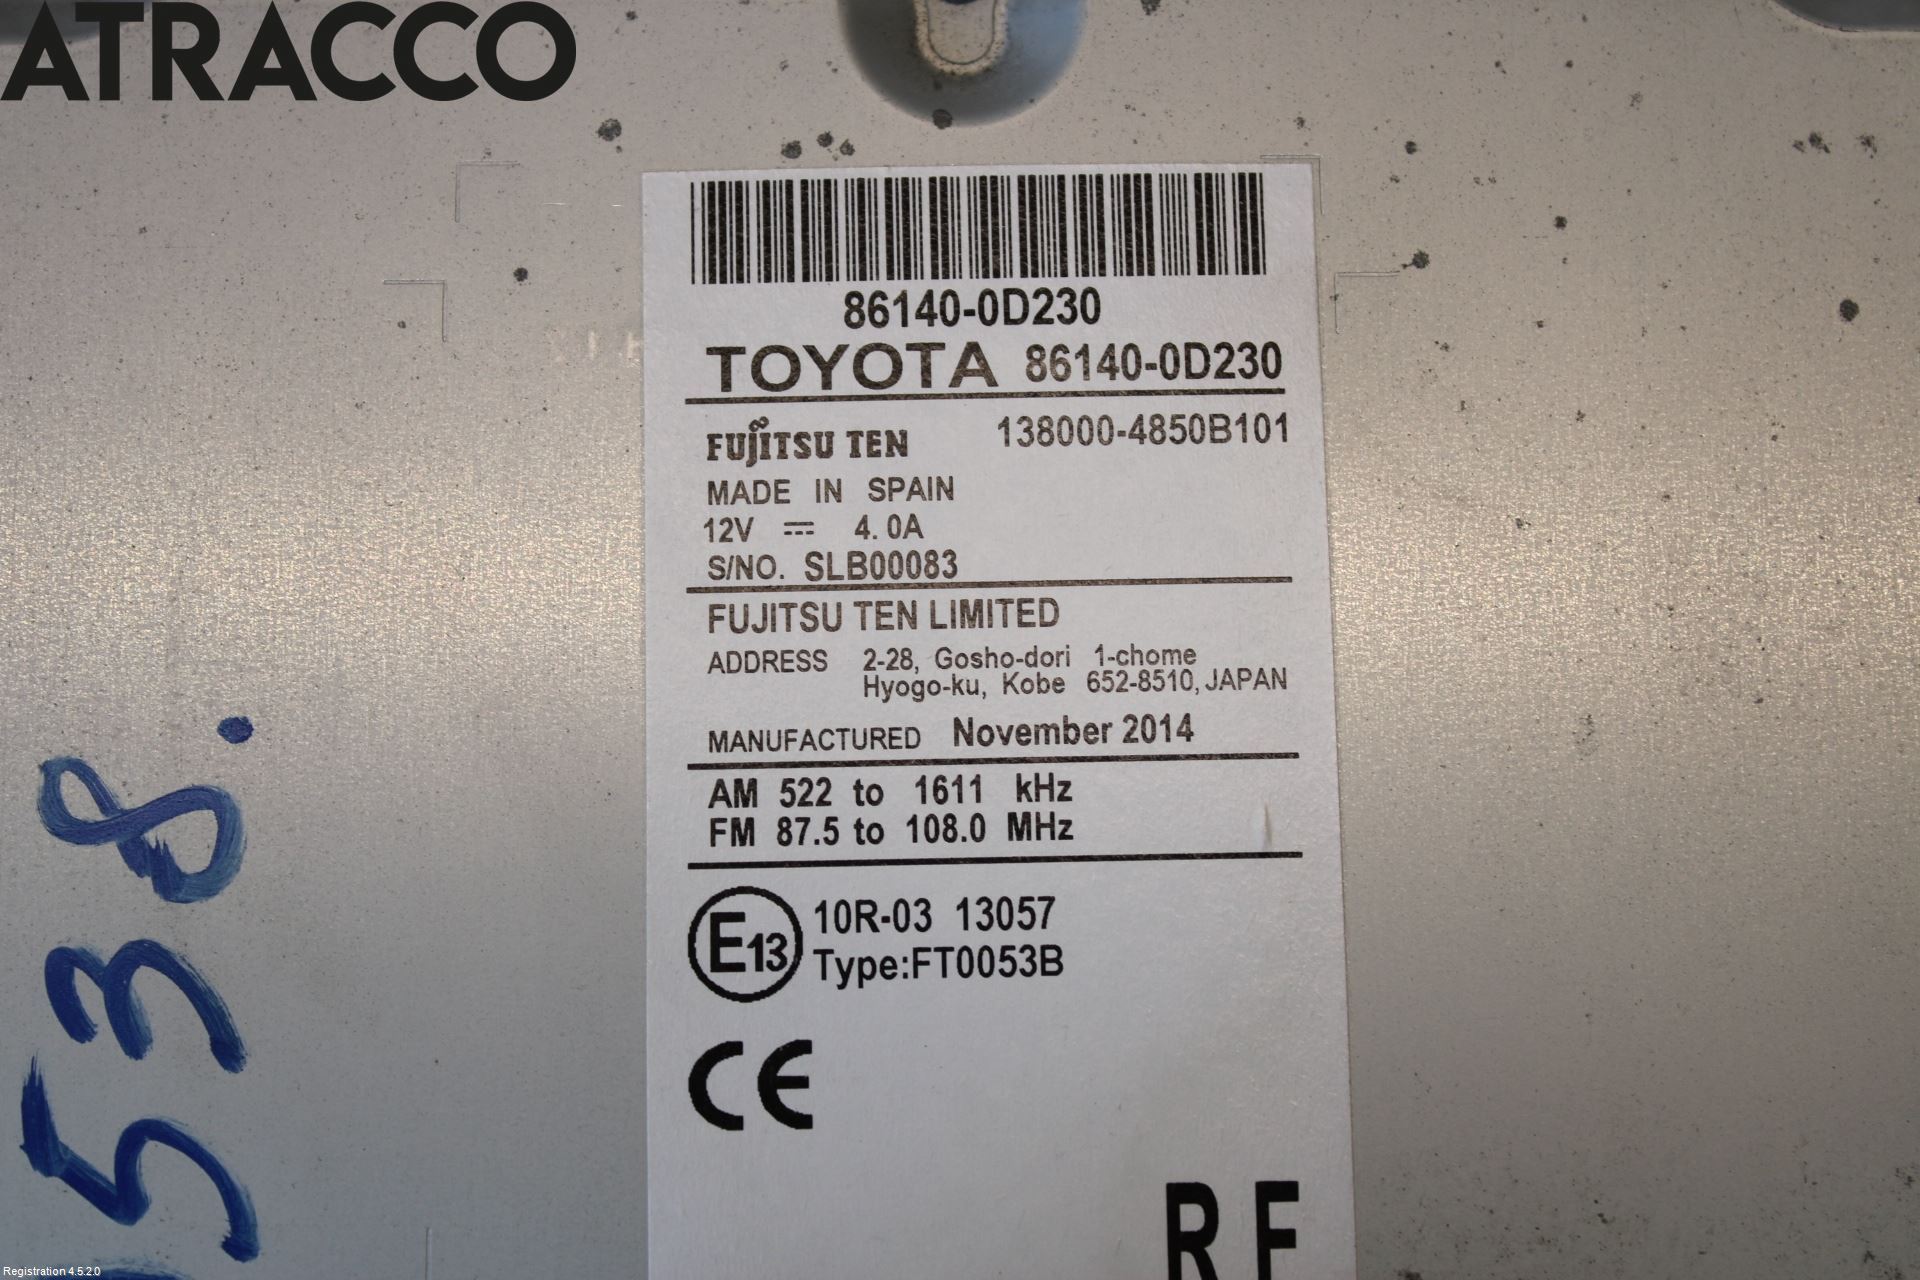 ATRACCO
86140-0D230
TOYOTA 86140-0D230
FUJITSU TEN 138000-4850B101
MADE IN SPAIN
12V ⎓ 4.0A
S/NO. SLB00083
FUJITSU TEN LIMITED
ADDRESS 2-28, Gosho-dori 1-chome
Hyogo-ku, Kobe 652-8510, JAPAN
MANUFACTURED November 2014
AM 522 to 1611 kHz
FM 87.5 to 108.0 MHz
E13 10R-03 13057
Type:FT0053B
CE
RF
538.
Registration 4.5.2.0